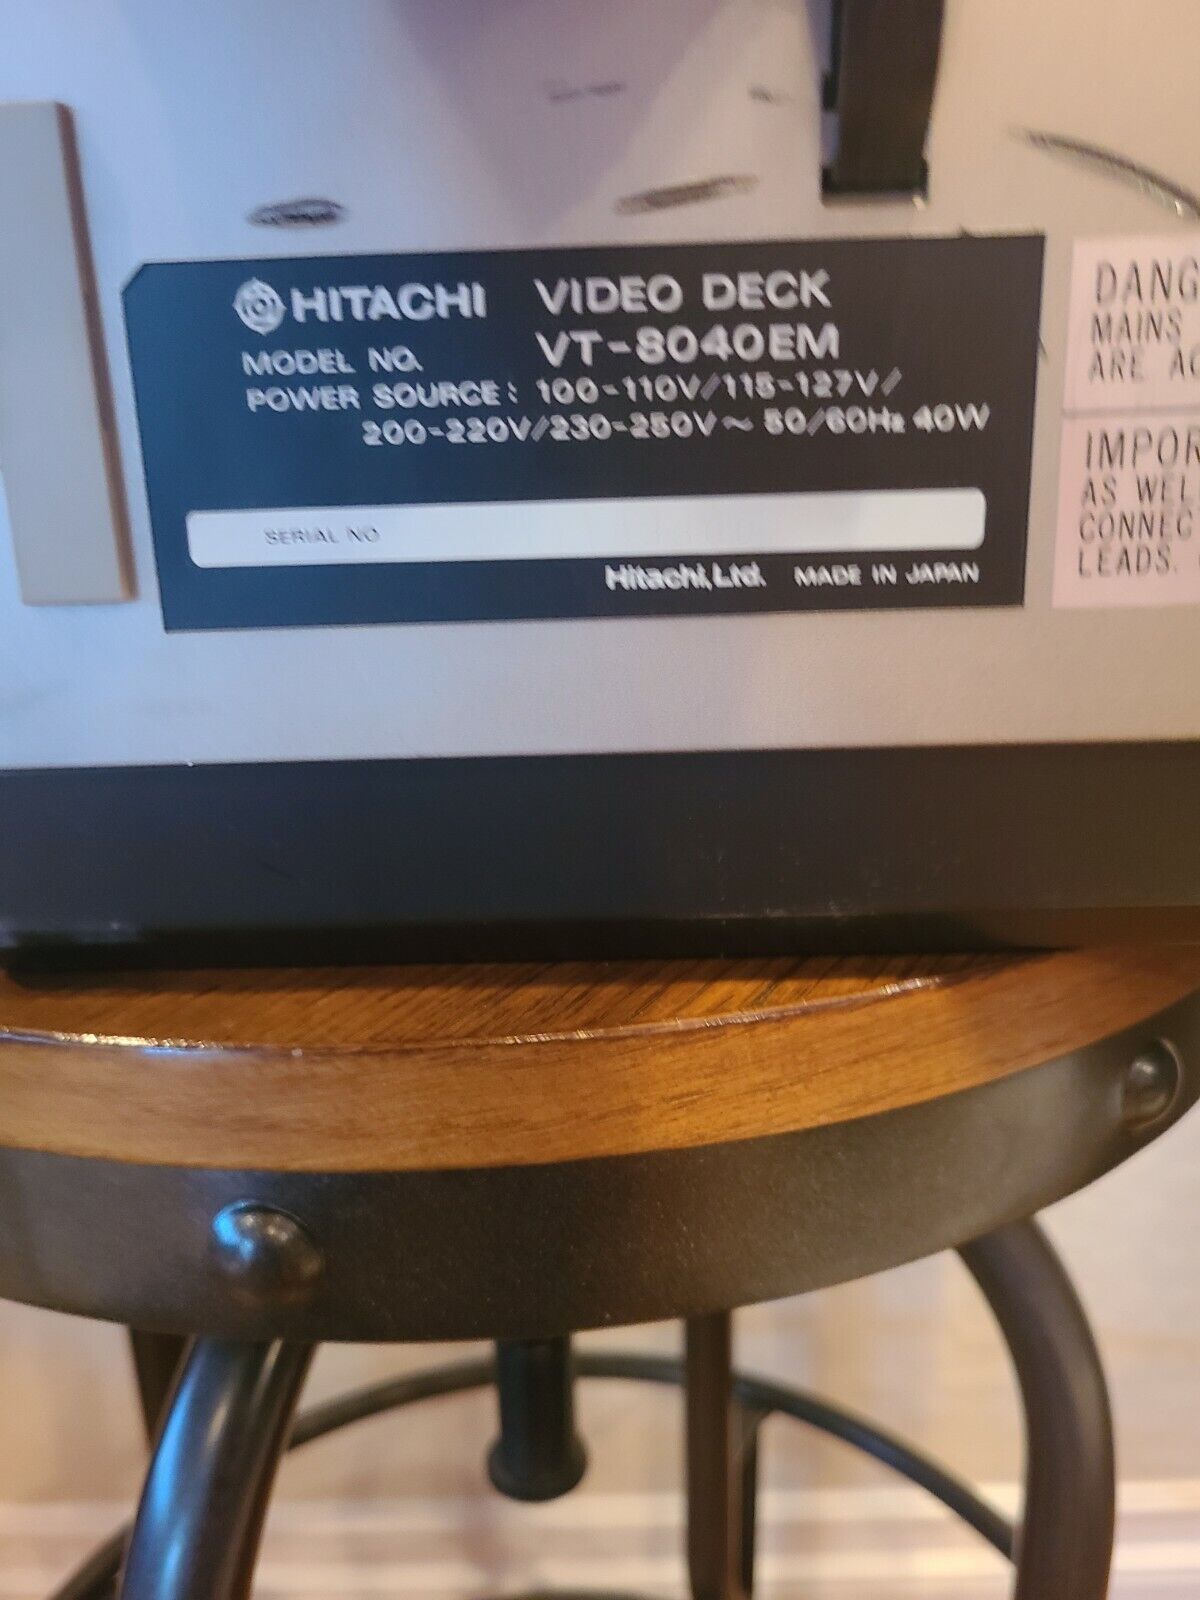 HITACHI VIDEO DECK
MODEL NO. VT-8040EM
POWER SOURCE: 100-110V/115-127V/
200-220V/230-250V~ 50/60Hz 40W
SERIAL NO
Hitachi,Ltd. MADE IN JAPAN
DANG
MAINS
ARE AC
IMPOR
AS WEL
CONNEC
LEADS.